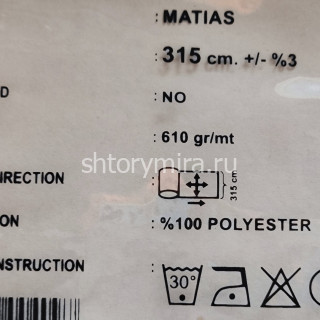 : MATIAS
: 315 cm. +/- %3
D : NO
: 610 gr/mt
shtorymira.ru
IRECTION : 315 cm
ON : %100 POLYESTER
NSTRUCTION : 30°